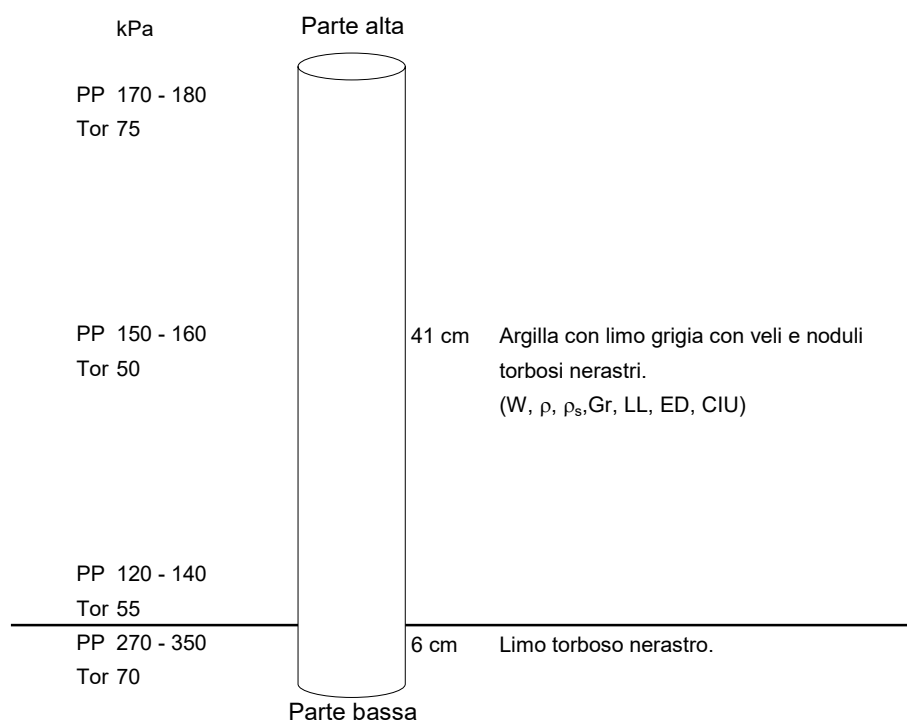 kPa
Parte alta
PP 170 - 180
Tor 75
PP 150 - 160
Tor 50
41 cm
Argilla con limo grigia con veli e noduli
torbosi nerastri.
(W, ρ, ρₛ,Gr, LL, ED, CIU)
PP 120 - 140
Tor 55
PP 270 - 350
Tor 70
6 cm
Limo torboso nerastro.
Parte bassa